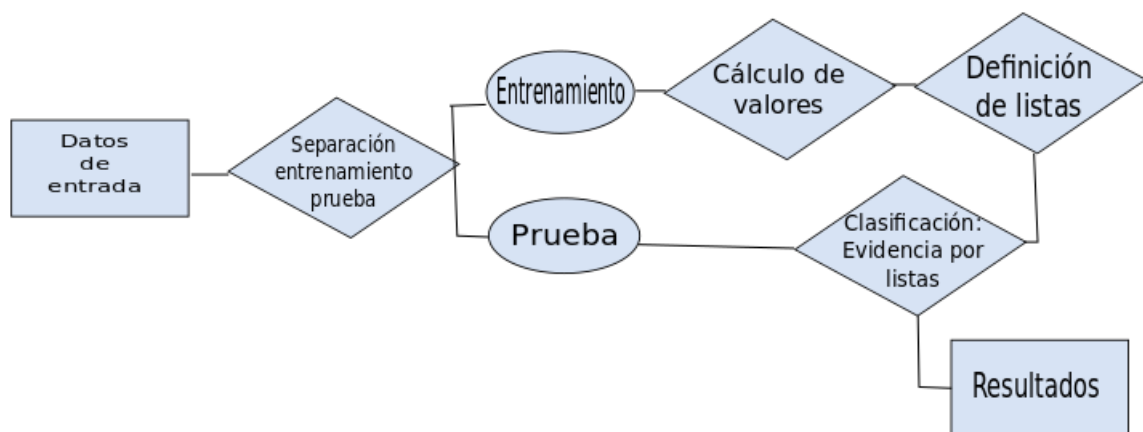 Datos
de
entrada
Separación
entrenamiento
prueba
Entrenamiento
Cálculo de
valores
Definición
de listas
Prueba
Clasificación:
Evidencia por
listas
Resultados